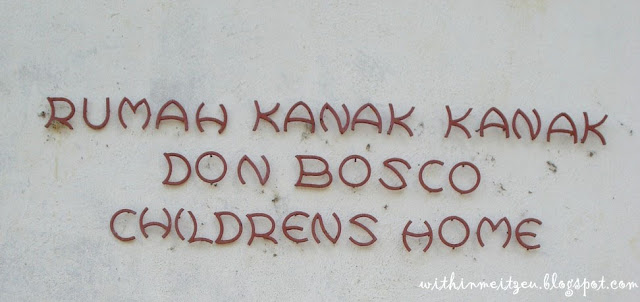 RUMAH KANAK KANAK
DON BOSCO
CHILDRENS HOME
withinmeitzeu.blogspot.com